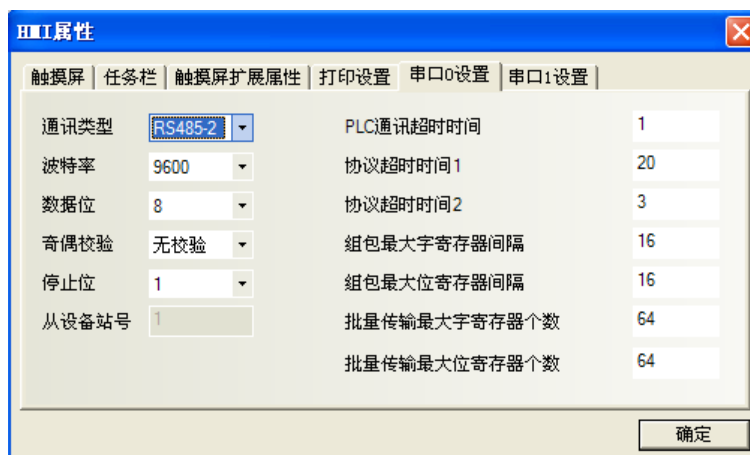 HMI属性
触摸屏 任务栏 触摸屏扩展属性 打印设置 串口0设置 串口1设置
通讯类型 RS485-2 PLC通讯超时时间 1
波特率 9600 协议超时时间1 20
数据位 8 协议超时时间2 3
奇偶校验 无校验 组包最大字寄存器间隔 16
停止位 1 组包最大位寄存器间隔 16
从设备站号 1 批量传输最大字寄存器个数 64
批量传输最大位寄存器个数 64
确定